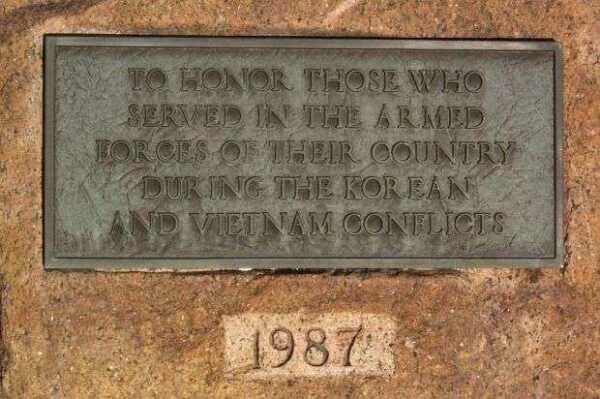 TO HONOR THOSE WHO
SERVED IN THE ARMED
FORCES OF THEIR COUNTRY
DURING THE KOREAN
AND VIETNAM CONFLICTS
1987